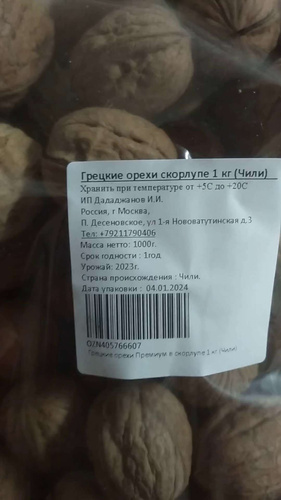 Грецкие орехи скорлупе 1 кг (Чили)
Хранить при температуре от +5С до +20С
ИП Дададжанов И.И.
Россия, г Москва,
П. Десеновское, ул 1-я Нововатутинская д.3
Тел: +79211790406
Масса нетто: 1000г.
Срок годности : 1год
Урожай: 2023г.
Страна происхождения : Чили.
Дата упаковки : 04.01.2024
OZN405766607
Грецкие орехи Премиум в скорлупе 1 кг (Чили)